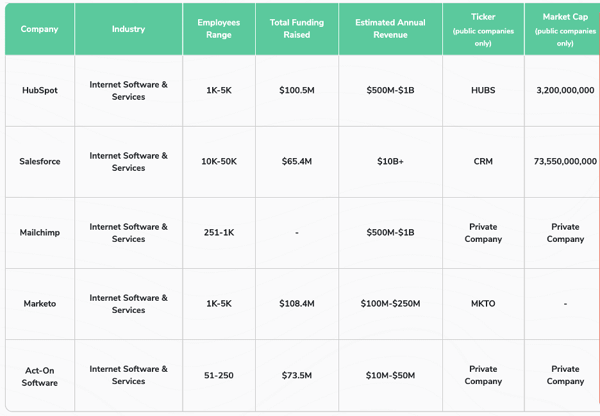 Company
Industry
Employees
Range
Total Funding
Raised
Estimated Annual
Revenue
Ticker
(public companies
only)
Market Cap
(public companies
only)
HubSpot
Internet Software &
Services
1K-5K
$100.5M
$500M-$1B
HUBS
3,200,000,000
Salesforce
Internet Software &
Services
10K-50K
$65.4M
$10B+
CRM
73,550,000,000
Mailchimp
Internet Software &
Services
251-1K
-
$500M-$1B
Private
Company
Private
Company
Marketo
Internet Software &
Services
1K-5K
$108.4M
$100M-$250M
MKTO
-
Act-On
Software
Internet Software &
Services
51-250
$73.5M
$10M-$50M
Private
Company
Private
Company